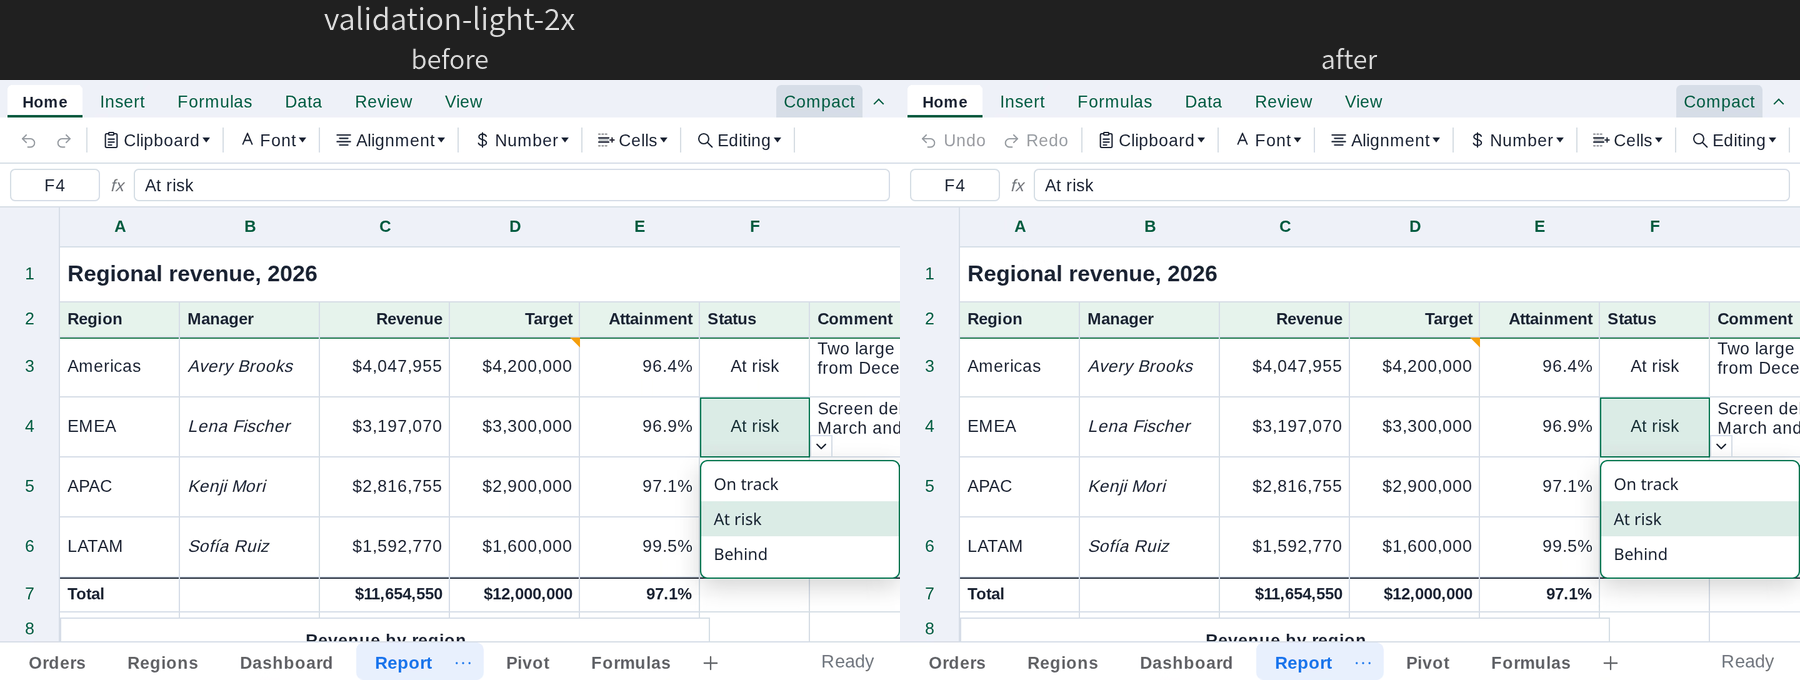 validation-light-2x
before
after
Home Insert Formulas Data Review View Compact
Clipboard Font Alignment $ Number Cells Editing
F4 fx At risk
A B C D E F
1 Regional revenue, 2026
2 Region Manager Revenue Target Attainment Status Comment
3 Americas Avery Brooks $4,047,955 $4,200,000 96.4% At risk Two large
from Dece
4 EMEA Lena Fischer $3,197,070 $3,300,000 96.9% At risk Screen de
March and
5 APAC Kenji Mori $2,816,755 $2,900,000 97.1% On track
At risk
6 LATAM Sofía Ruiz $1,592,770 $1,600,000 99.5% Behind
7 Total $11,654,550 $12,000,000 97.1%
8 Revenue by region
Orders Regions Dashboard Report ... Pivot Formulas + Ready
Home Insert Formulas Data Review View Compact
Undo Redo Clipboard Font Alignment $ Number Cells Editing
F4 fx At risk
A B C D E F
1 Regional revenue, 2026
2 Region Manager Revenue Target Attainment Status Comment
3 Americas Avery Brooks $4,047,955 $4,200,000 96.4% At risk Two large
from Dece
4 EMEA Lena Fischer $3,197,070 $3,300,000 96.9% At risk Screen de
March and
5 APAC Kenji Mori $2,816,755 $2,900,000 97.1% On track
At risk
6 LATAM Sofía Ruiz $1,592,770 $1,600,000 99.5% Behind
7 Total $11,654,550 $12,000,000 97.1%
8 Revenue by region
Orders Regions Dashboard Report ... Pivot Formulas + Ready